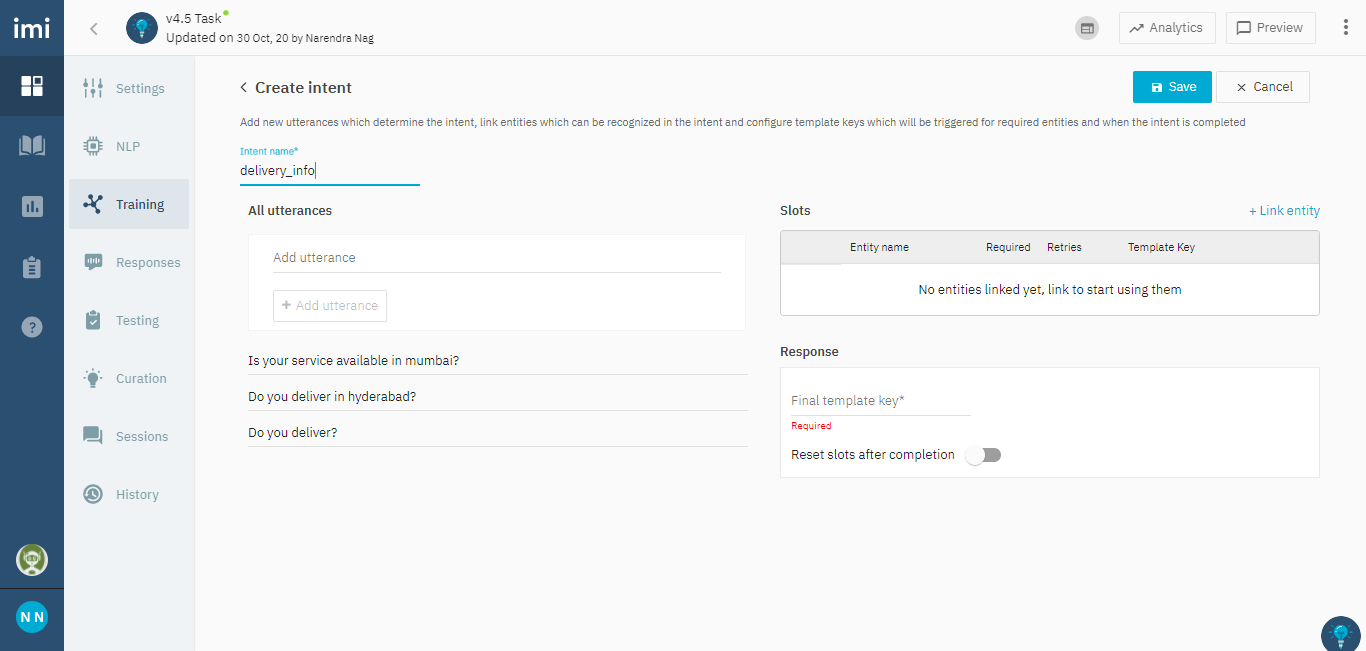 imi
v4.5 Task
Updated on 30 Oct, 20 by Narendra Nag
Analytics
Preview
Settings
NLP
Training
Responses
Testing
Curation
Sessions
History
?
N N
Create intent
Save
Cancel
Add new utterances which determine the intent, link entities which can be recognized in the intent and configure template keys which will be triggered for required entities and when the intent is completed
Intent name*
delivery_info
All utterances
Add utterance
+ Add utterance
Is your service available in mumbai?
Do you deliver in hyderabad?
Do you deliver?
Slots
+ Link entity
Entity name Required Retries Template Key
No entities linked yet, link to start using them
Response
Final template key*
Required
Reset slots after completion